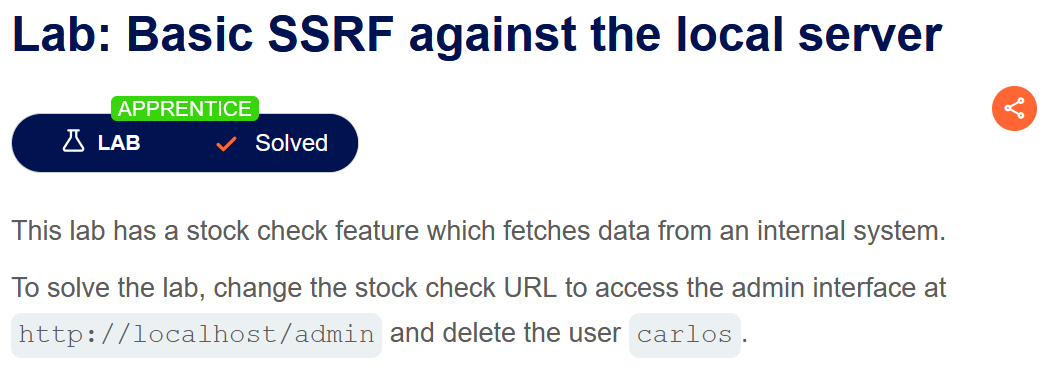 Lab: Basic SSRF against the local server
APPRENTICE
LAB Solved
This lab has a stock check feature which fetches data from an internal system.
To solve the lab, change the stock check URL to access the admin interface at
http://localhost/admin and delete the user carlos.